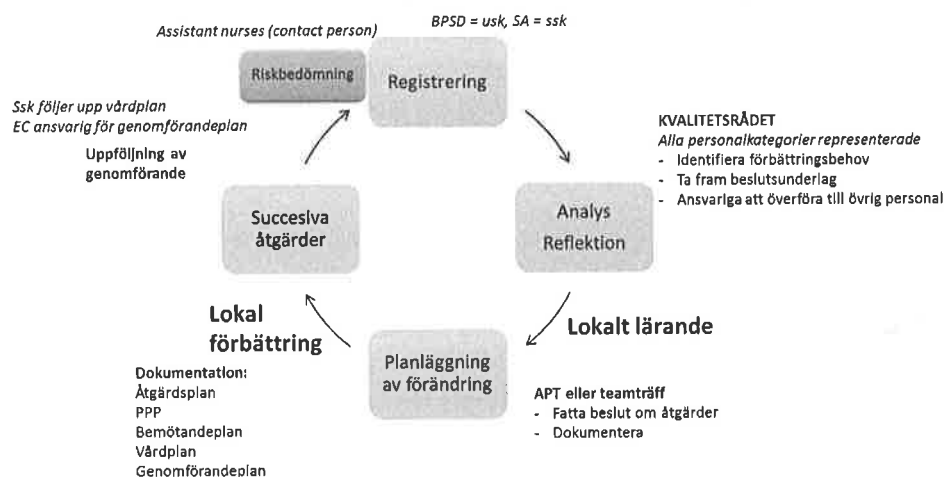 BPSD = usk, SA = ssk
Assistant nurses (contact person)
Riskbedömning
Registrering
Ssk följer upp vårdplan
EC ansvarig för genomförandeplan
Uppföljning av
genomförande
KVALITETSRÅDET
Alla personalkategorier representerade
- Identifiera förbättringsbehov
- Ta fram beslutsunderlag
- Ansvariga att överföra till övrig personal
Succesiva
åtgärder
Analys
Reflektion
Lokal
förbättring
Lokalt lärande
Planläggning
av förändring
Dokumentation:
Åtgärdsplan
PPP
Bemötandeplan
Vårdplan
Genomförandeplan
APT eller teamträff
- Fatta beslut om åtgärder
- Dokumentera